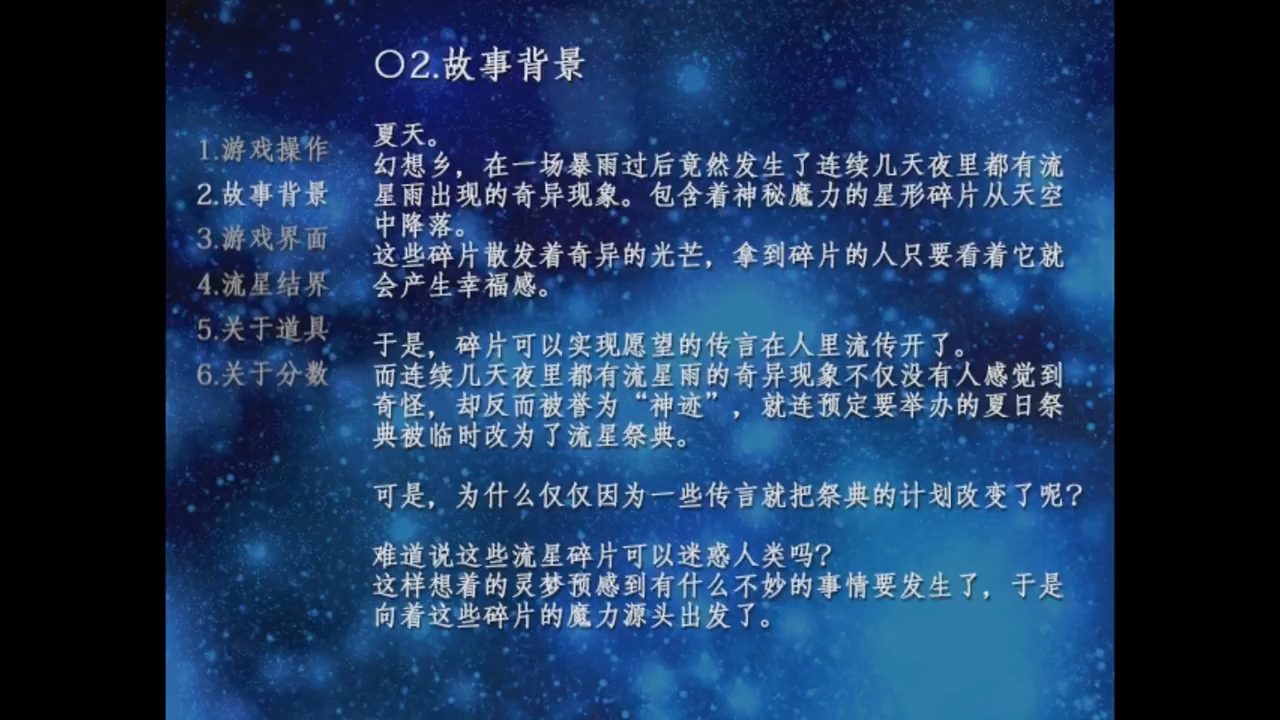 〇2.故事背景
1.游戏操作
2.故事背景
3.游戏界面
4.流星结界
5.关于道具
6.关于分数
夏天。
幻想乡，在一场暴雨过后竟然发生了连续几天夜里都有流
星雨出现的奇异现象。包含着神秘魔力的星形碎片从天空
中降落。
这些碎片散发着奇异的光芒，拿到碎片的人只要看着它就
会产生幸福感。
于是，碎片可以实现愿望的传言在人里流传开了。
而连续几天夜里都有流星雨的奇异现象不仅没有人感觉到
奇怪，却反而被誉为“神迹”，就连预定要举办的夏日祭
典被临时改为了流星祭典。
可是，为什么仅仅因为一些传言就把祭典的计划改变了呢？
难道说这些流星碎片可以迷惑人类吗？
这样想着的灵梦预感到有什么不妙的事情要发生了，于是
向着这些碎片的魔力源头出发了。